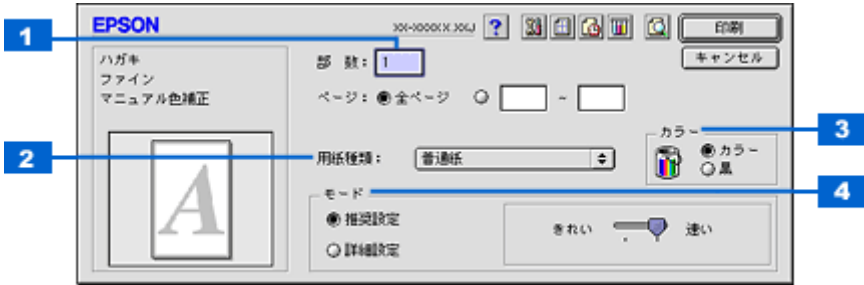 EPSON
XX-XXXX X.XXJ
?
印刷
1
ハガキ
ファイン
マニュアル色補正
部 数:
1
キャンセル
ページ:
全ページ
~
カラー
3
カラー
黒
2
用紙種類:
普通紙
モード
4
推奨設定
詳細設定
きれい
速い
A